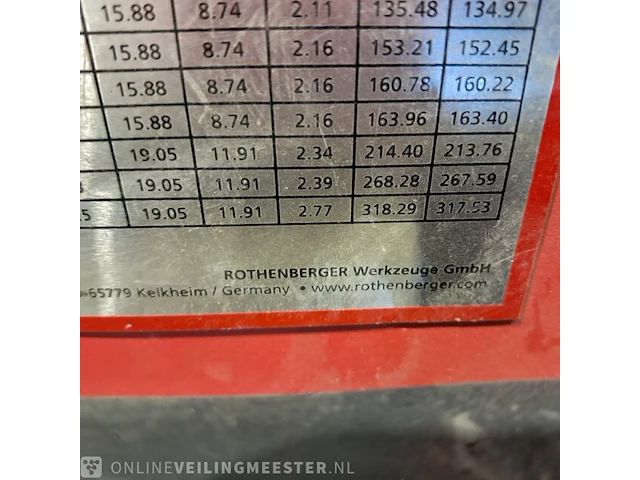 15.88 8.74 2.11 135.48 134.97
15.88 8.74 2.16 153.21 152.45
15.88 8.74 2.16 160.78 160.22
15.88 8.74 2.16 163.96 163.40
19.05 11.91 2.34 214.40 213.76
19.05 11.91 2.39 268.28 267.59
5 19.05 11.91 2.77 318.29 317.53
ROTHENBERGER Werkzeuge GmbH
-65779 Kelkheim / Germany • www.rothenberger.com
ONLINEVEILINGMEESTER.NL